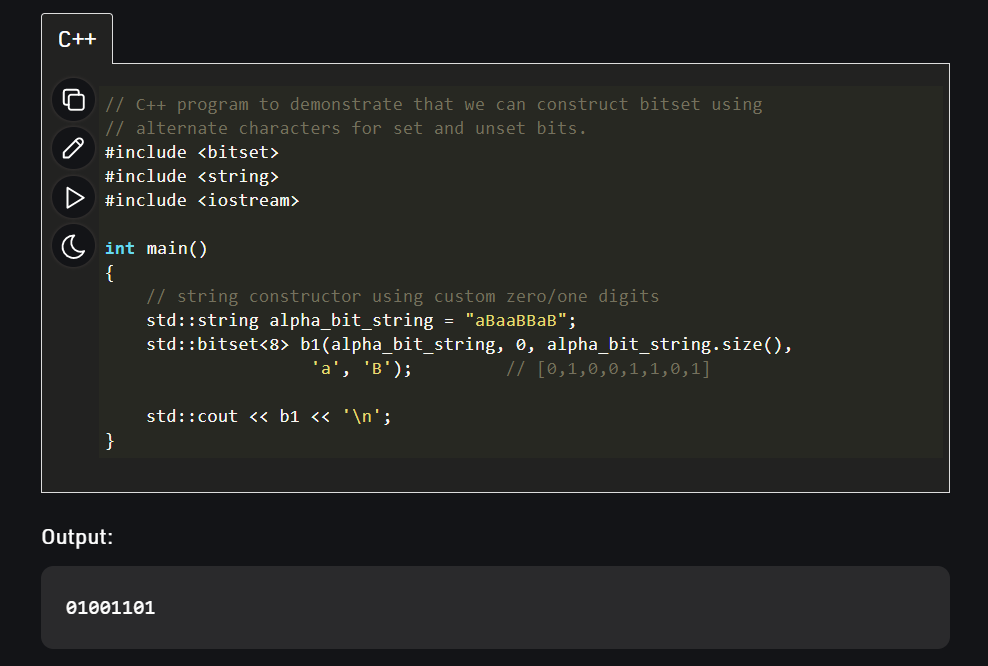 C++
// C++ program to demonstrate that we can construct bitset using
// alternate characters for set and unset bits.
#include <bitset>
#include <string>
#include <iostream>
int main()
{
// string constructor using custom zero/one digits
std::string alpha_bit_string = "aBaaBBaB";
std::bitset<8> b1(alpha_bit_string, 0, alpha_bit_string.size(),
'a', 'B'); // [0,1,0,0,1,1,0,1]
std::cout << b1 << '\n';
}
Output:
01001101